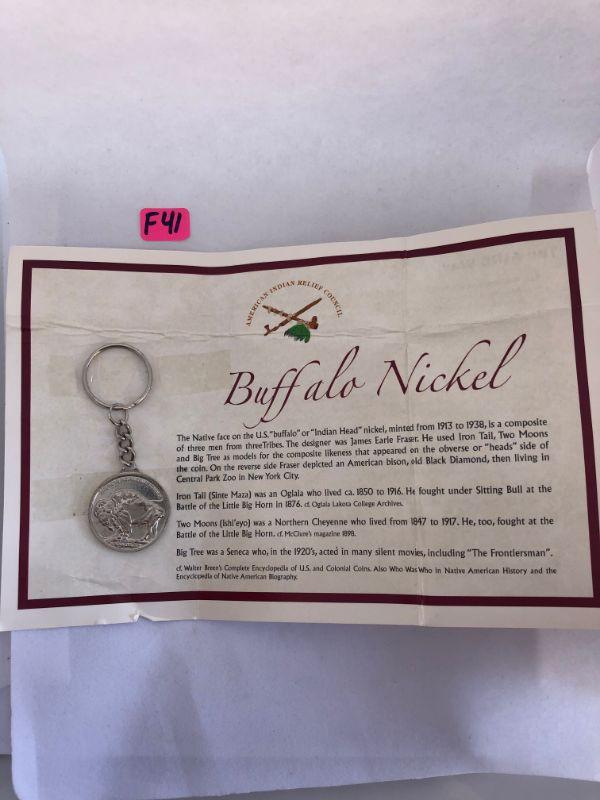 F41
AMERICAN INDIAN RELIEF COUNCIL
Buffalo Nickel
The Native face on the U.S. "buffalo" or "Indian Head" nickel, minted from 1913 to 1938, is a composite
of three men from threeTribes. The designer was James Earle Fraser. He used Iron Tail, Two Moons
and Big Tree as models for the composite likeness that appeared on the obverse or "heads" side of
the coin. On the reverse side Fraser depicted an American bison, old Black Diamond, then living in
Central Park Zoo in New York City.
Iron Tail (Sinte Maza) was an Oglala who lived ca. 1850 to 1916. He fought under Sitting Bull at the
Battle of the Little Big Horn in 1876. cf. Oglala Lakota College Archives.
Two Moons (Ishi'eyo) was a Northern Cheyenne who lived from 1847 to 1917. He, too, fought at the
Battle of the Little Big Horn. cf. McClure's magazine 1898.
Big Tree was a Seneca who, in the 1920's, acted in many silent movies, including "The Frontiersman".
cf. Walter Breen's Complete Encyclopedia of U.S. and Colonial Coins. Also Who Was Who in Native American History and the
Encyclopedia of Native American Biography.